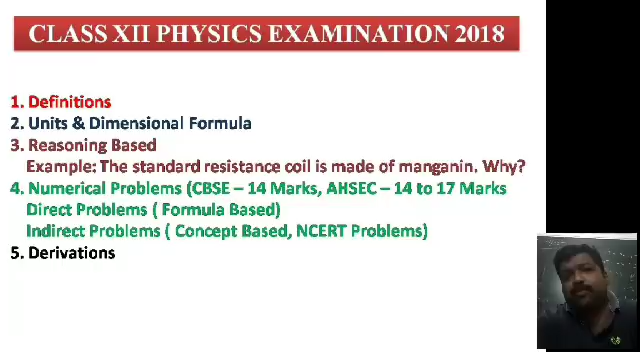 CLASS XII PHYSICS EXAMINATION 2018
1. Definitions
2. Units & Dimensional Formula
3. Reasoning Based
Example: The standard resistance coil is made of manganin. Why?
4. Numerical Problems (CBSE – 14 Marks, AHSEC – 14 to 17 Marks
Direct Problems ( Formula Based)
Indirect Problems ( Concept Based, NCERT Problems)
5. Derivations